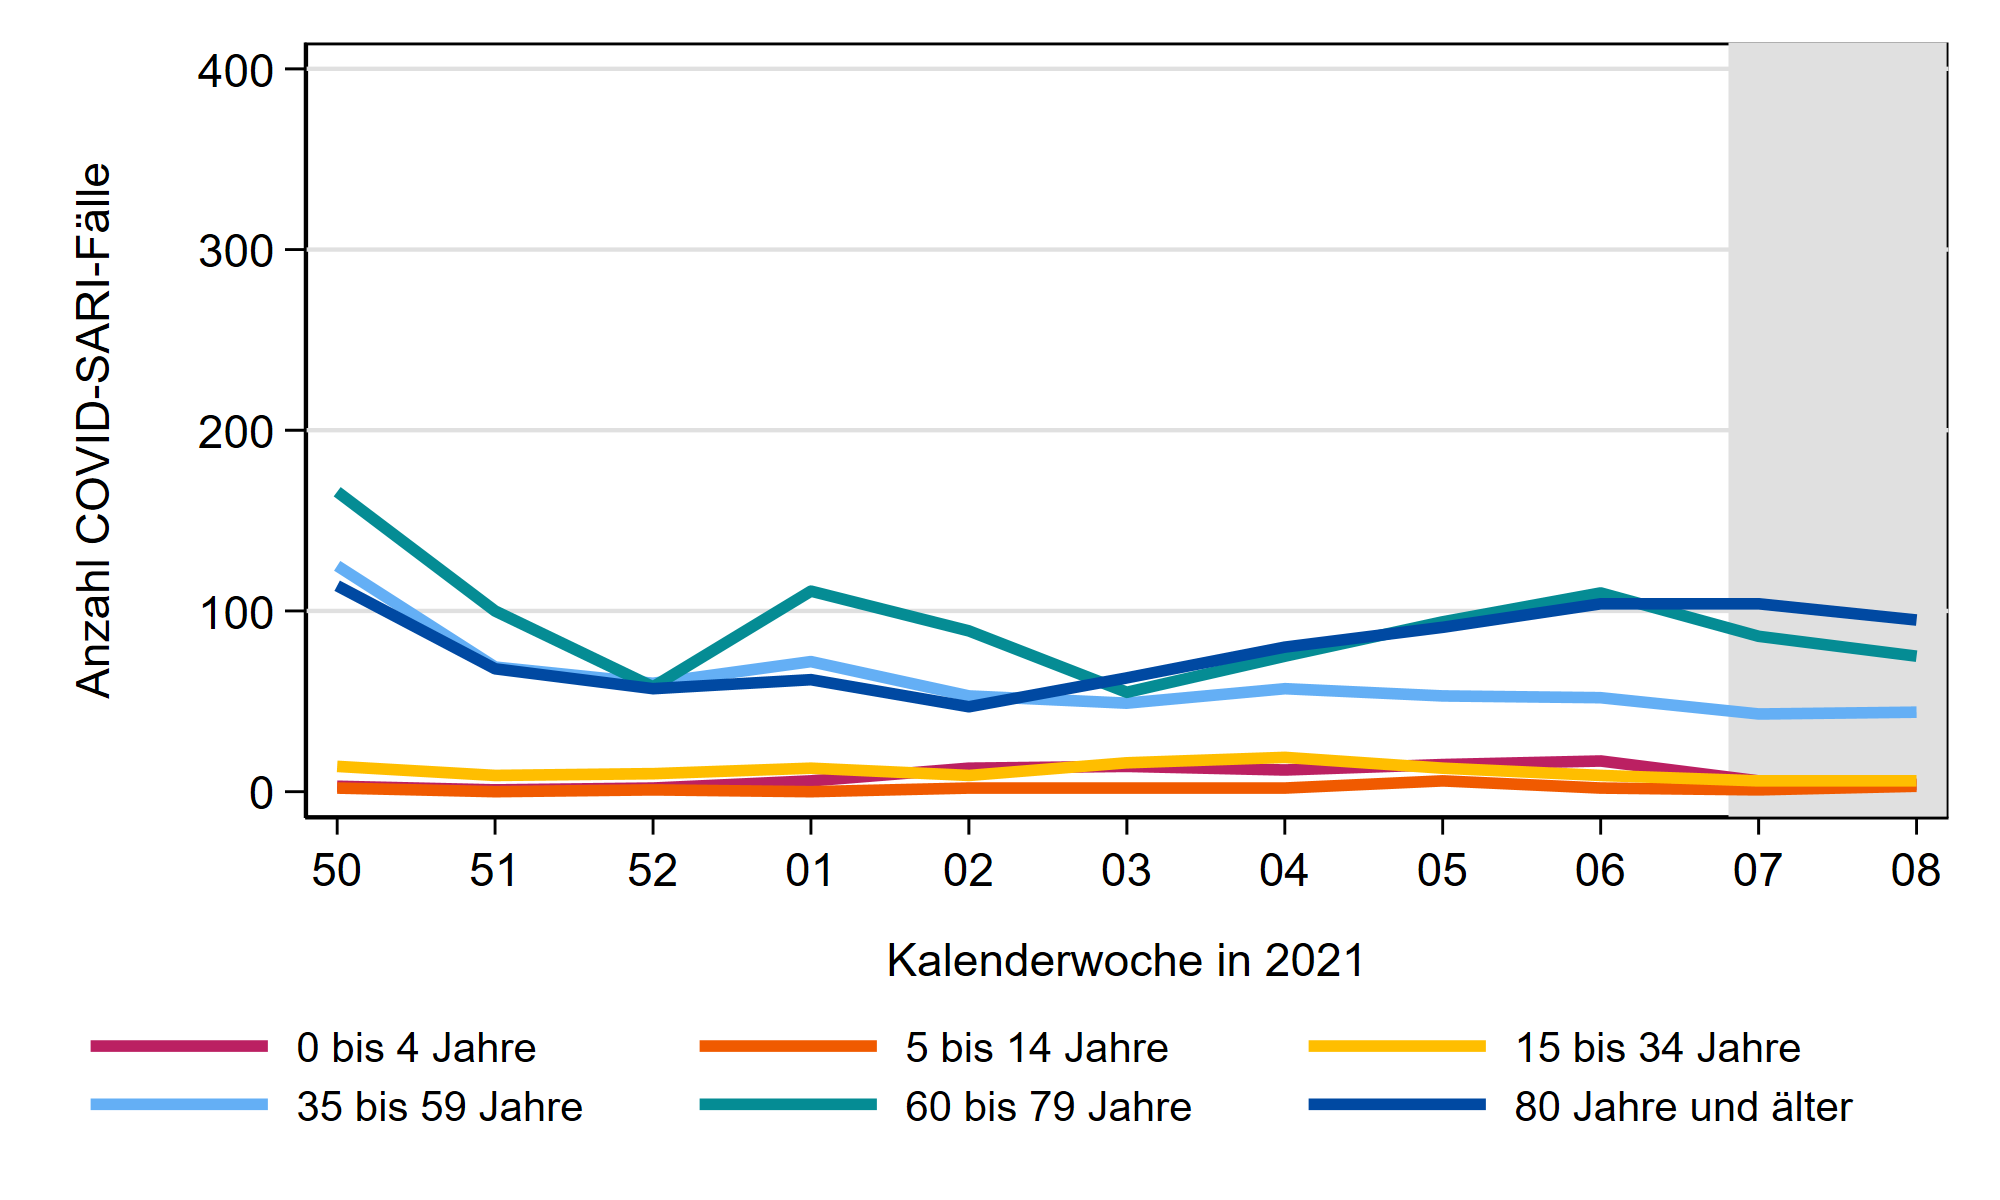 400
300
200
100
0
Anzahl COVID-SARI-Fälle
50 51 52 01 02 03 04 05 06 07 08
Kalenderwoche in 2021
0 bis 4 Jahre 5 bis 14 Jahre 15 bis 34 Jahre
35 bis 59 Jahre 60 bis 79 Jahre 80 Jahre und älter